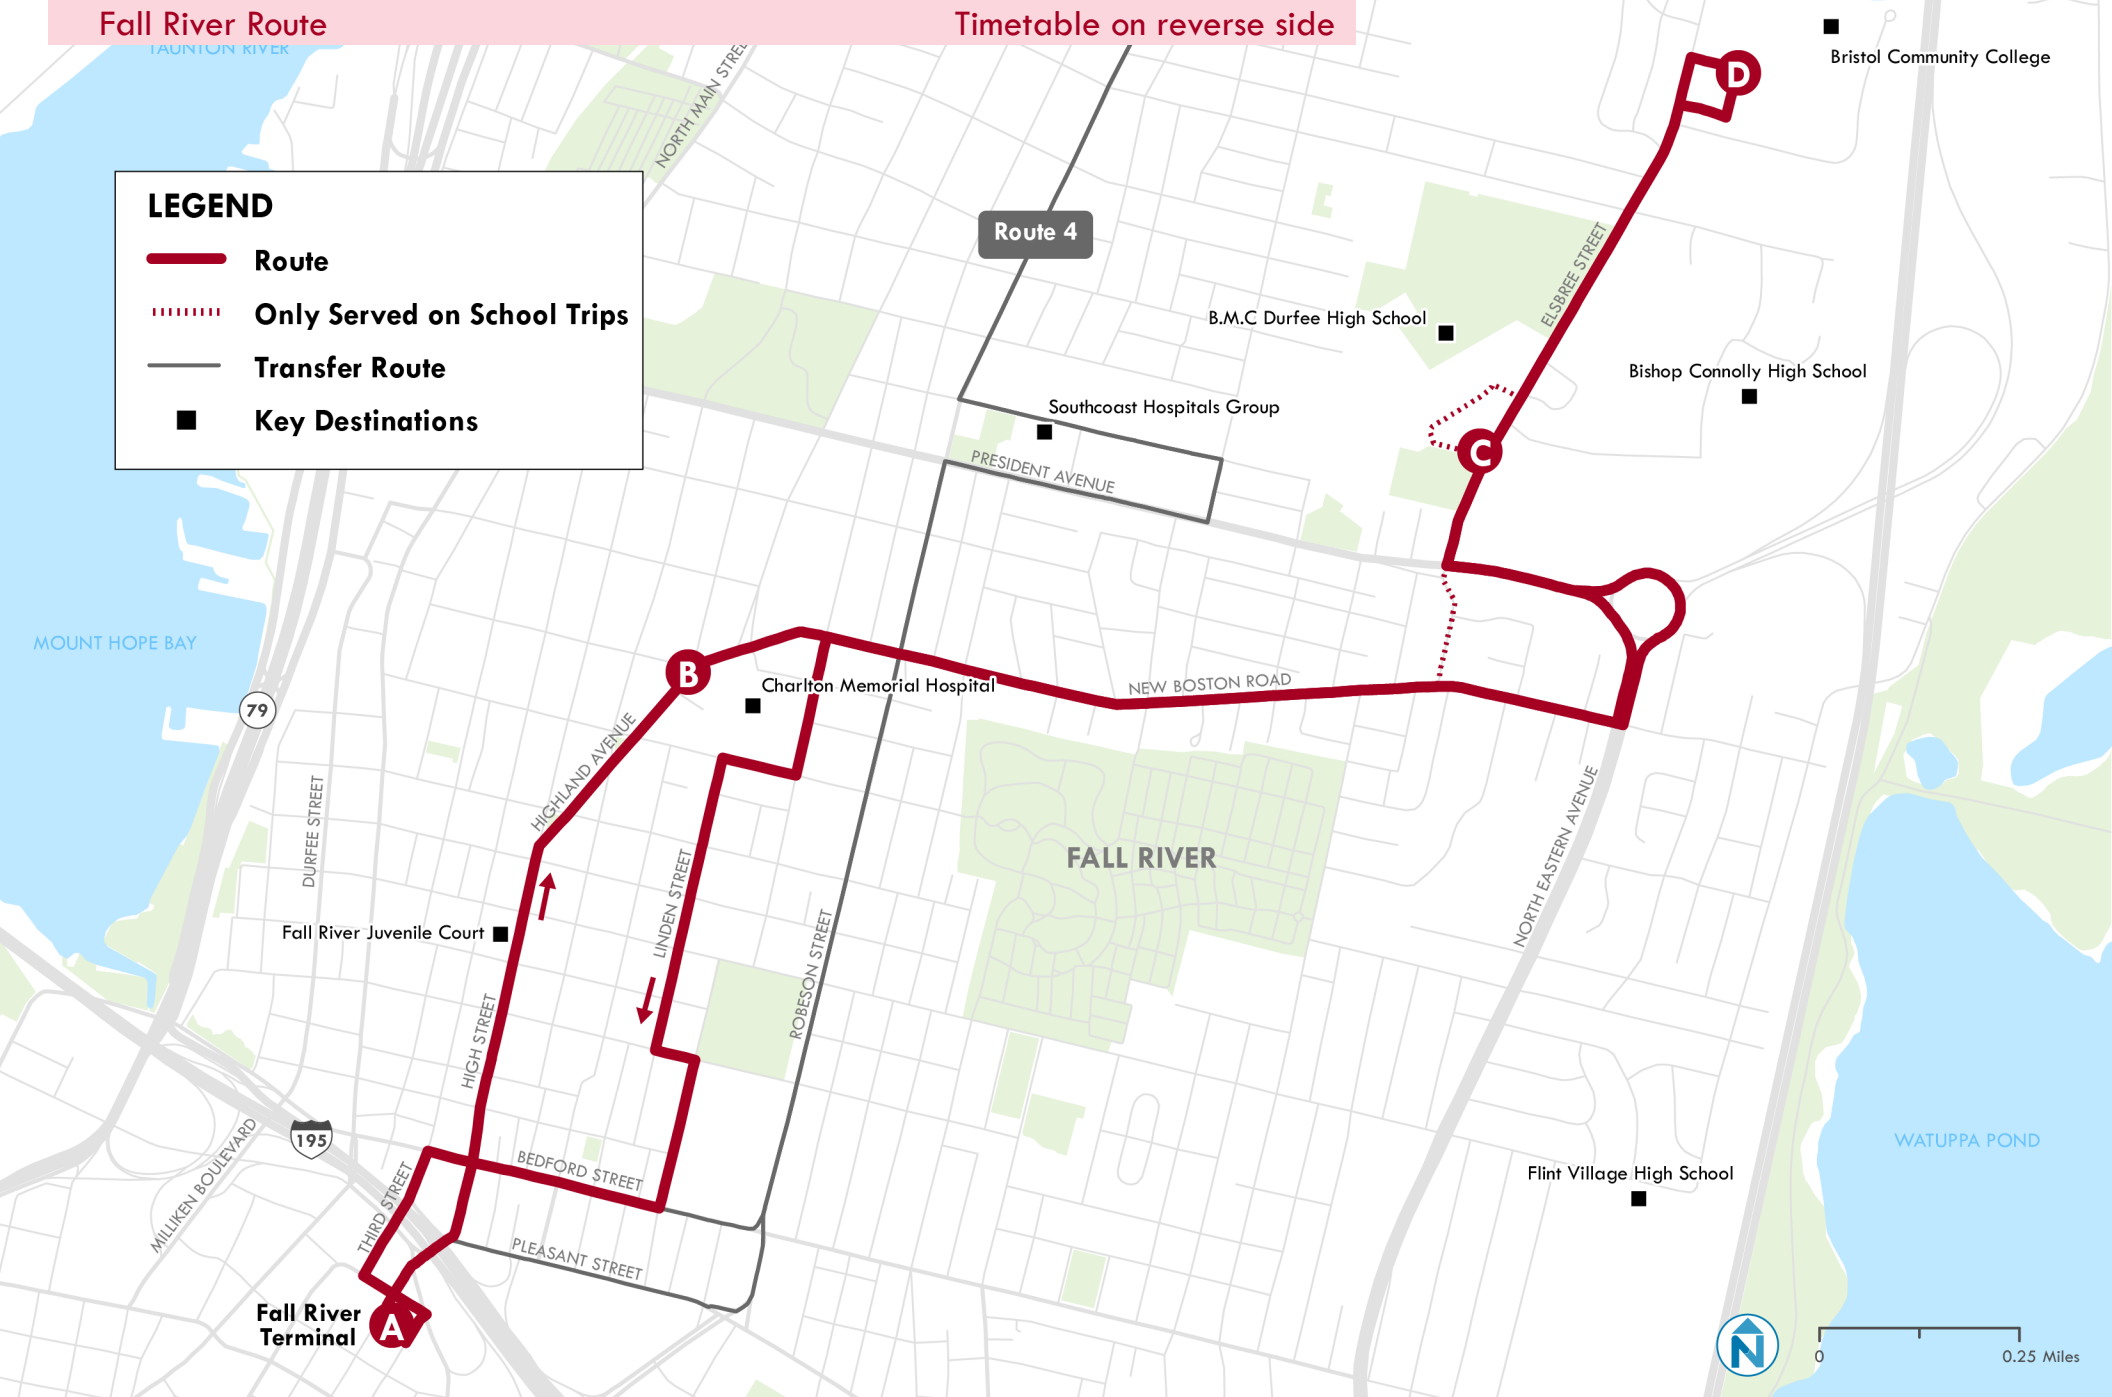 Fall River Route
Timetable on reverse side
TAUNTON RIVER
NORTH MAIN STREET
Bristol Community College
D
LEGEND
Route
Only Served on School Trips
Transfer Route
Key Destinations
Route 4
ELSBREE STREET
B.M.C Durfee High School
Bishop Connolly High School
Southcoast Hospitals Group
PRESIDENT AVENUE
C
MOUNT HOPE BAY
B
Charlton Memorial Hospital
NEW BOSTON ROAD
79
HIGHLAND AVENUE
DURFEE STREET
LINDEN STREET
FALL RIVER
NORTH EASTERN AVENUE
Fall River Juvenile Court
ROBESON STREET
HIGH STREET
195
MILLIKEN BOULEVARD
THIRD STREET
BEDFORD STREET
WATUPPA POND
Flint Village High School
PLEASANT STREET
Fall River
Terminal
A
N
0
0.25 Miles